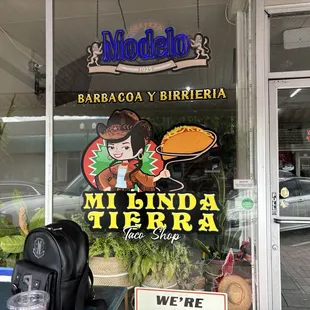 Modelo
BARBACOA Y BIRRIERIA
MI LINDA
TIERRA
Taco Shop
WE'RE